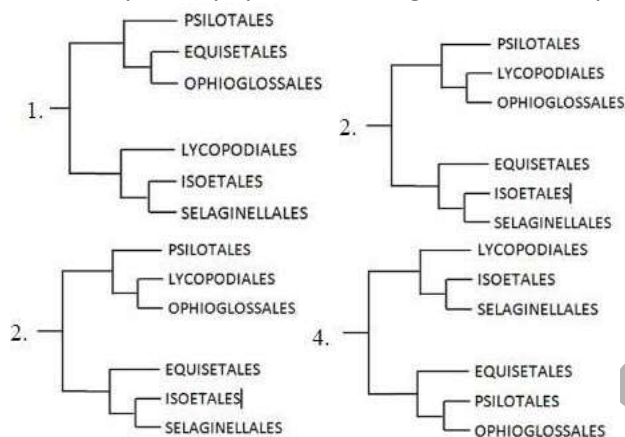 1.
PSILOTALES
EQUISETALES
OPHIOGLOSSALES
LYCOPODIALES
ISOETALES
SELAGINELLALES
2.
PSILOTALES
LYCOPODIALES
OPHIOGLOSSALES
EQUISETALES
ISOETALES
SELAGINELLALES
2.
PSILOTALES
LYCOPODIALES
OPHIOGLOSSALES
EQUISETALES
ISOETALES
SELAGINELLALES
4.
LYCOPODIALES
ISOETALES
SELAGINELLALES
EQUISETALES
PSILOTALES
OPHIOGLOSSALES